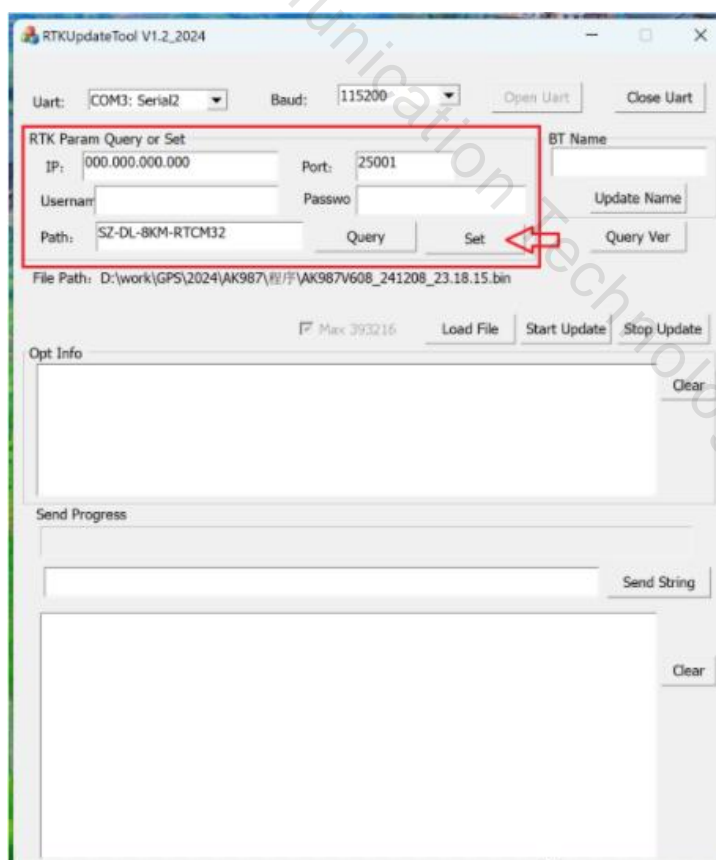 RTKUpdateTool V1.2_2024
Uart: COM3: Serial2 Baud: 115200 Open Uart Close Uart
RTK Param Query or Set BT Name
IP: 000.000.000.000 Port: 25001
Usernam Passwo Update Name
Path: SZ-DL-8KM-RTCM32 Query Set Query Ver
File Path: D:\work\GPS\2024\AK987\程序\AK987V608_241208_23.18.15.bin
Max 393216 Load File Start Update Stop Update
Opt Info
Clear
Send Progress
Send String
Clear